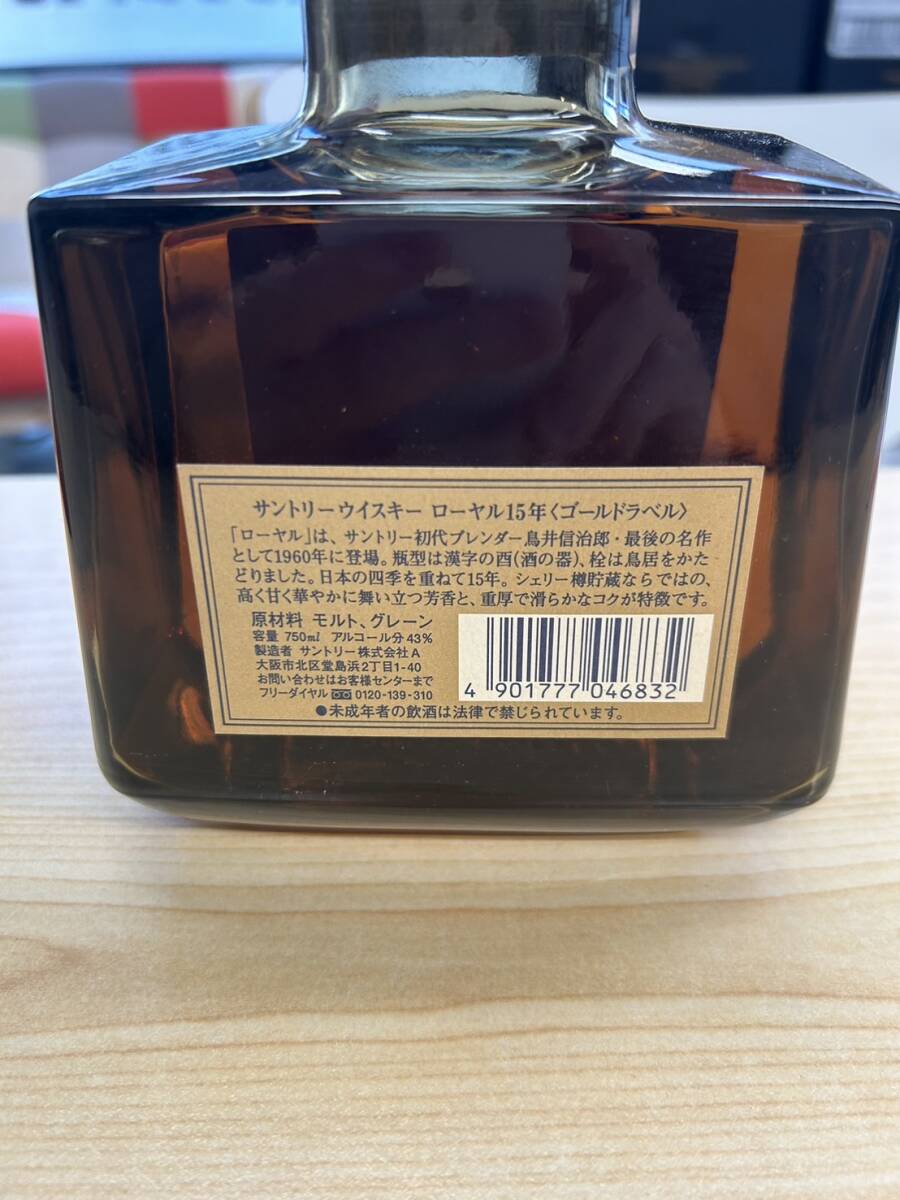 サントリーウイスキー ローヤル15年〈ゴールドラベル〉
「ローヤル」は、サントリー初代ブレンダー鳥井信治郎・最後の名作
として1960年に登場。瓶型は漢字の酉(酒の器)、栓は鳥居をかた
どりました。日本の四季を重ねて15年。シェリー樽貯蔵ならではの、
高く甘く華やかに舞い立つ芳香と、重厚で滑らかなコクが特徴です。
原材料 モルト、グレーン
容量 750ml アルコール分43%
製造者 サントリー株式会社A
大阪市北区堂島浜2丁目1-40
お問い合わせはお客様センターまで
フリーダイヤル 0120-139-310
4 901777 046832
●未成年者の飲酒は法律で禁じられています。